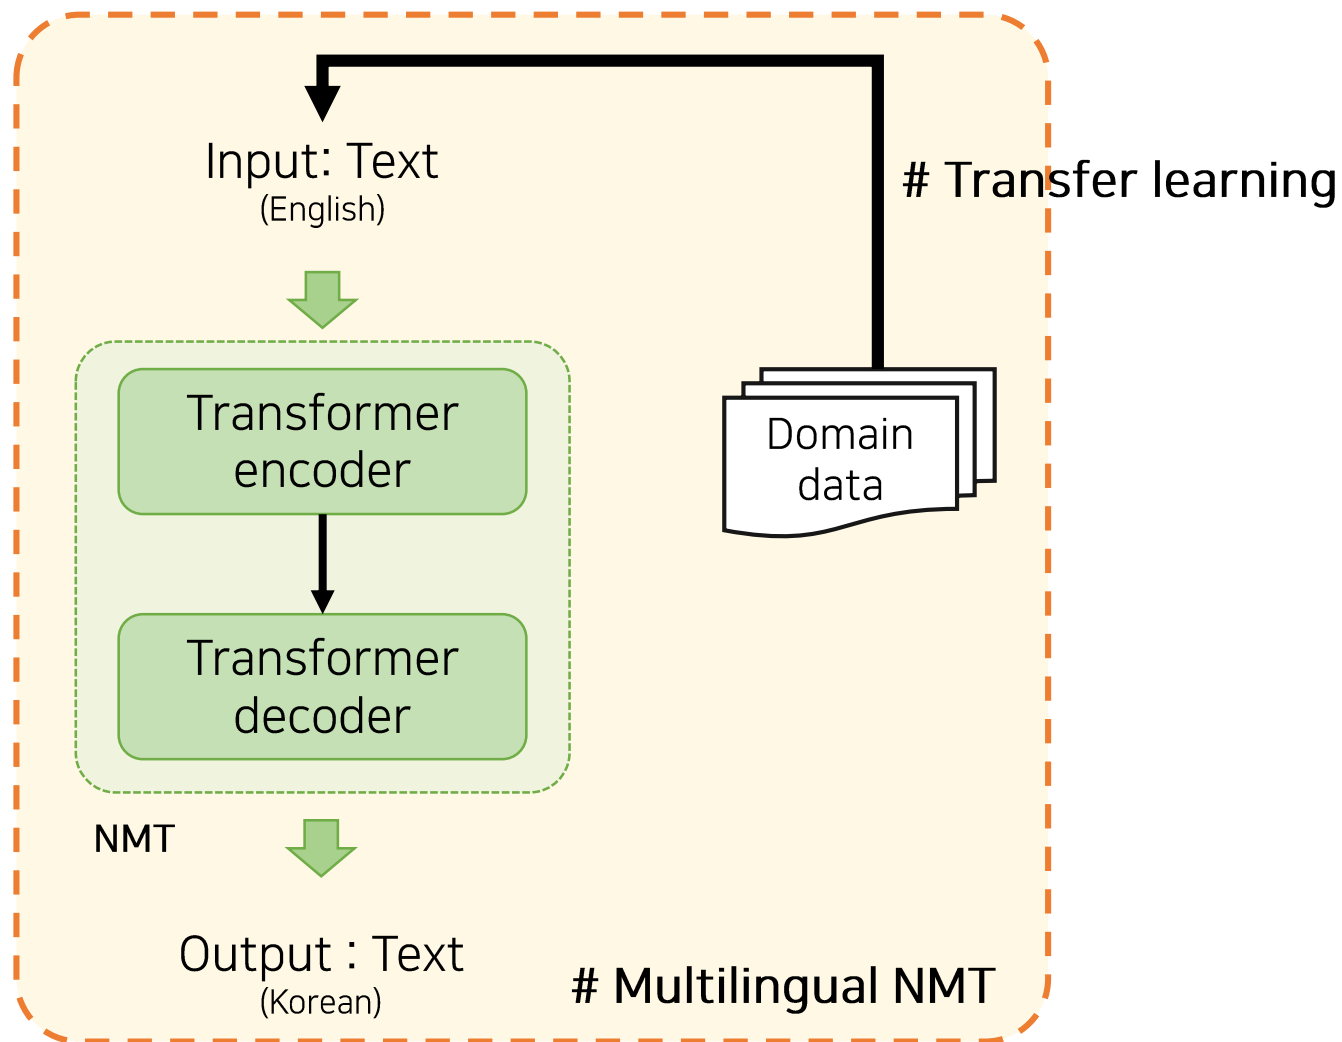 Input: Text
(English)
# Transfer learning
Transformer
encoder
Domain
data
Transformer
decoder
NMT
Output : Text
(Korean)
# Multilingual NMT